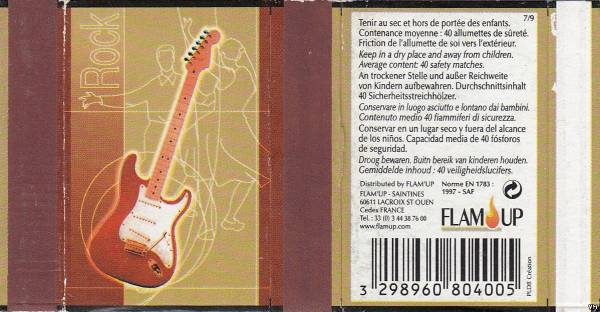 Rock
7/9
Tenir au sec et hors de portée des enfants.
Contenance moyenne : 40 allumettes de sûreté.
Friction de l'allumette de soi vers l'extérieur.
Keep in a dry place and away from children.
Average content: 40 safety matches.
An trockener Stelle und außer Reichweite
von Kindern aufbewahren. Durchschnittsinhalt
40 Sicherheitsstreichhölzer.
Conservare in luogo asciutto e lontano dai bambini.
Contenuto medio 40 fiammiferi di sicurezza.
Conservar en un lugar seco y fuera del alcance
de los niños. Capacidad media de 40 fósforos
de seguridad.
Droog bewaren. Buitn bereik van kinderen houden.
Gemiddelde inhoud : 40 veiligheidslucifers.
Distributed by FLAM'UP
FLAM'UP - SAINTINES
60611 LACROIX ST OUEN
Cedex FRANCE
Tel. : 33 (0) 3 44 38 76 00
www.flamup.com
Norme EN 1783 :
1997 - SAF
FLAM UP
3 298960 804005
PLDB Création